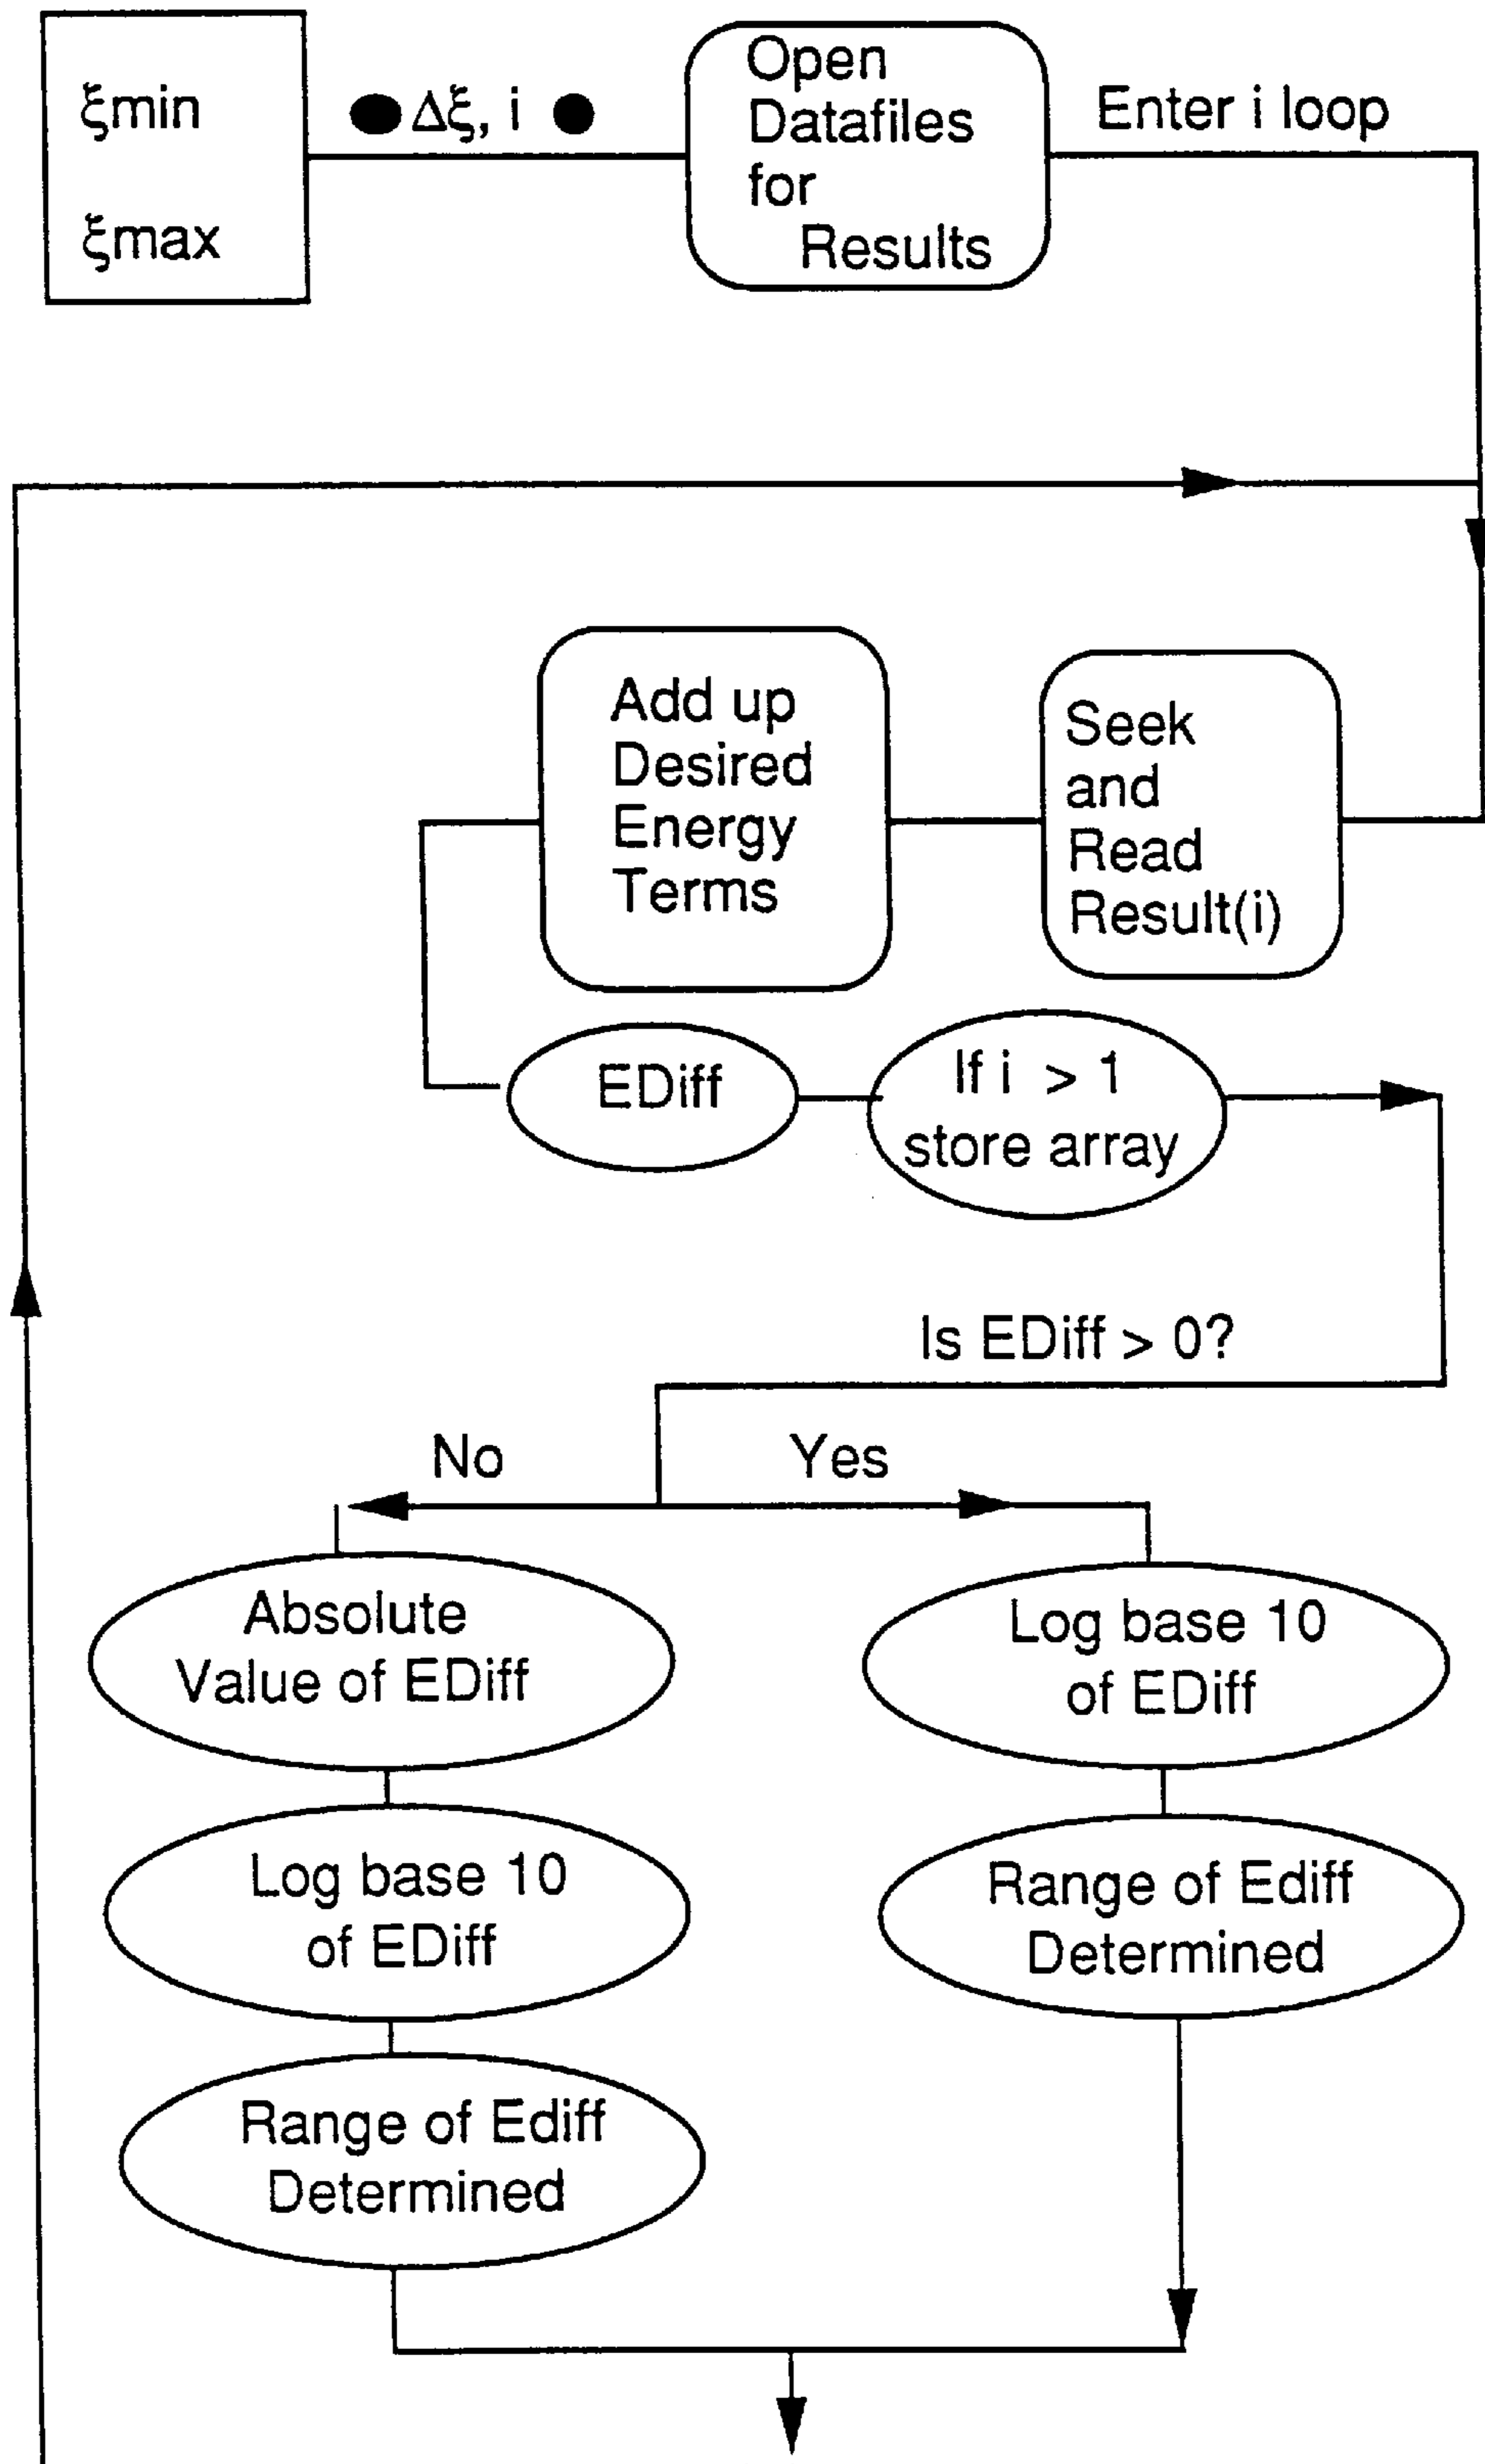 ξmin
ξmax
Δξ, i
Open
Datafiles
for
Results
Enter i loop
Add up
Desired
Energy
Terms
Seek
and
Read
Result(i)
EDiff
If i > 1
store array
Is EDiff > 0?
No
Yes
Absolute
Value of EDiff
Log base 10
of EDiff
Range of Ediff
Determined
Log base 10
of EDiff
Range of Ediff
Determined